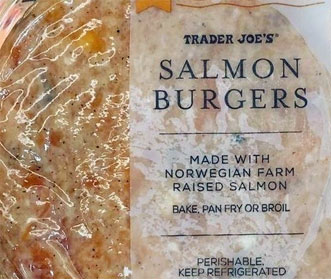 TRADER JOE'S®
SALMON
BURGERS
MADE WITH
NORWEGIAN FARM
RAISED SALMON
BAKE, PAN FRY OR BROIL
PERISHABLE.
KEEP REFRIGERATED